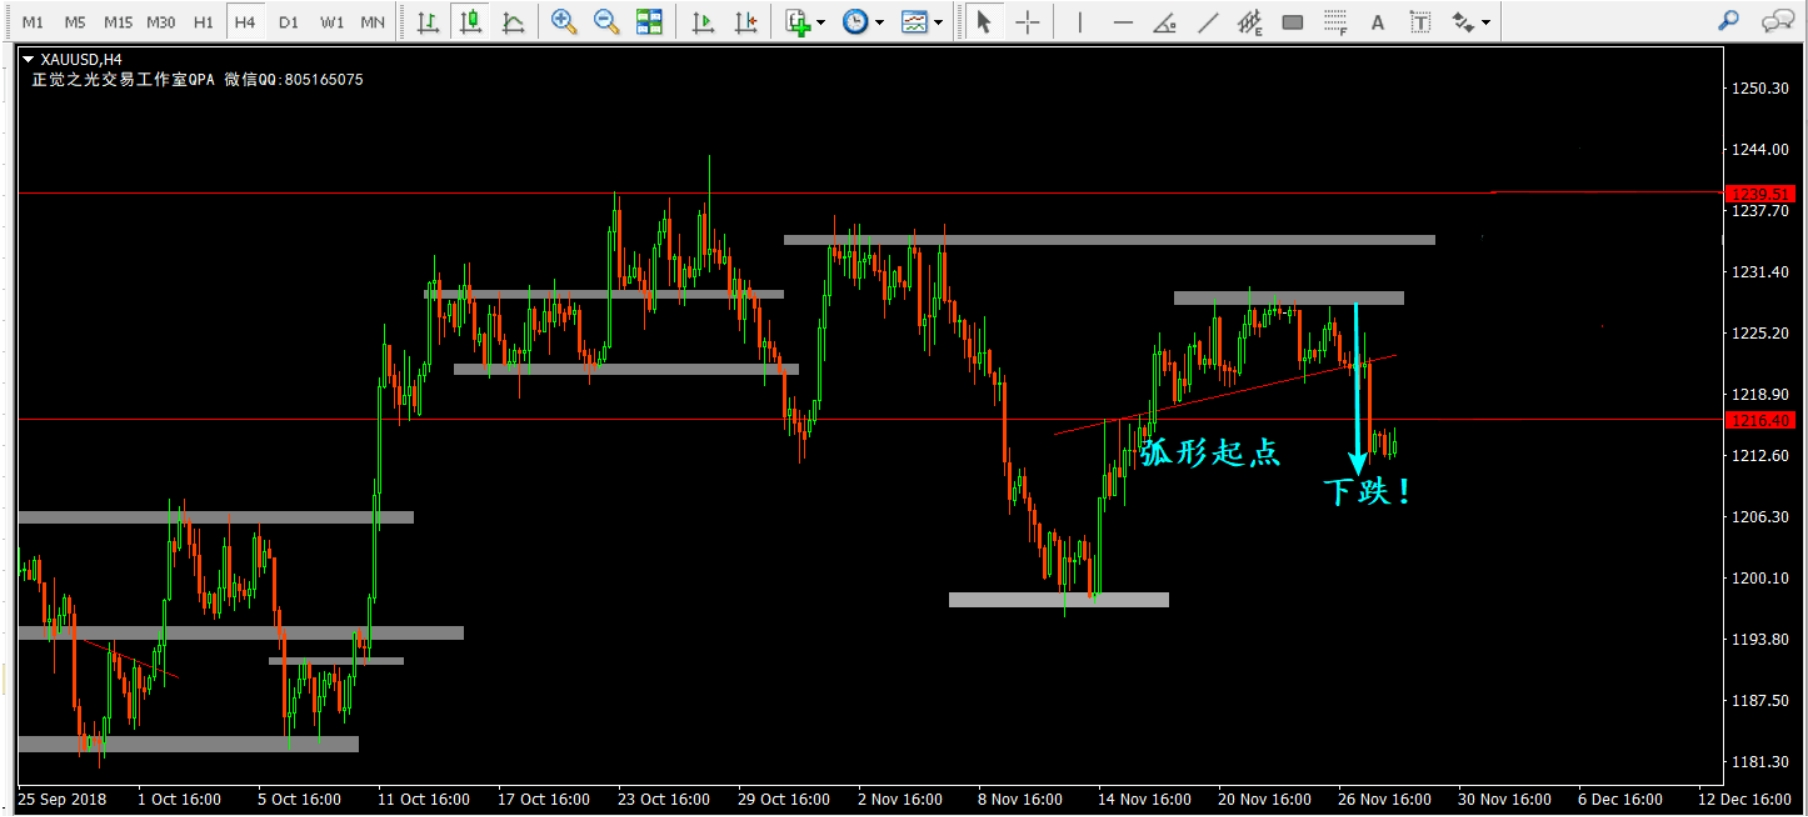 M1 M5 M15 M30 H1 H4 D1 W1 MN
E F A T
XAUUSD,H4
正觉之光交易工作室QPA 微信QQ:805165075
1250.30
1244.00
1239.51
1237.70
1231.40
1225.20
1218.90
1216.40
1212.60
1206.30
1200.10
1193.80
1187.50
1181.30
弧形起点
下跌!
25 Sep 2018 1 Oct 16:00 5 Oct 16:00 11 Oct 16:00 17 Oct 16:00 23 Oct 16:00 29 Oct 16:00 2 Nov 16:00 8 Nov 16:00 14 Nov 16:00 20 Nov 16:00 26 Nov 16:00 30 Nov 16:00 6 Dec 16:00 12 Dec 16:00